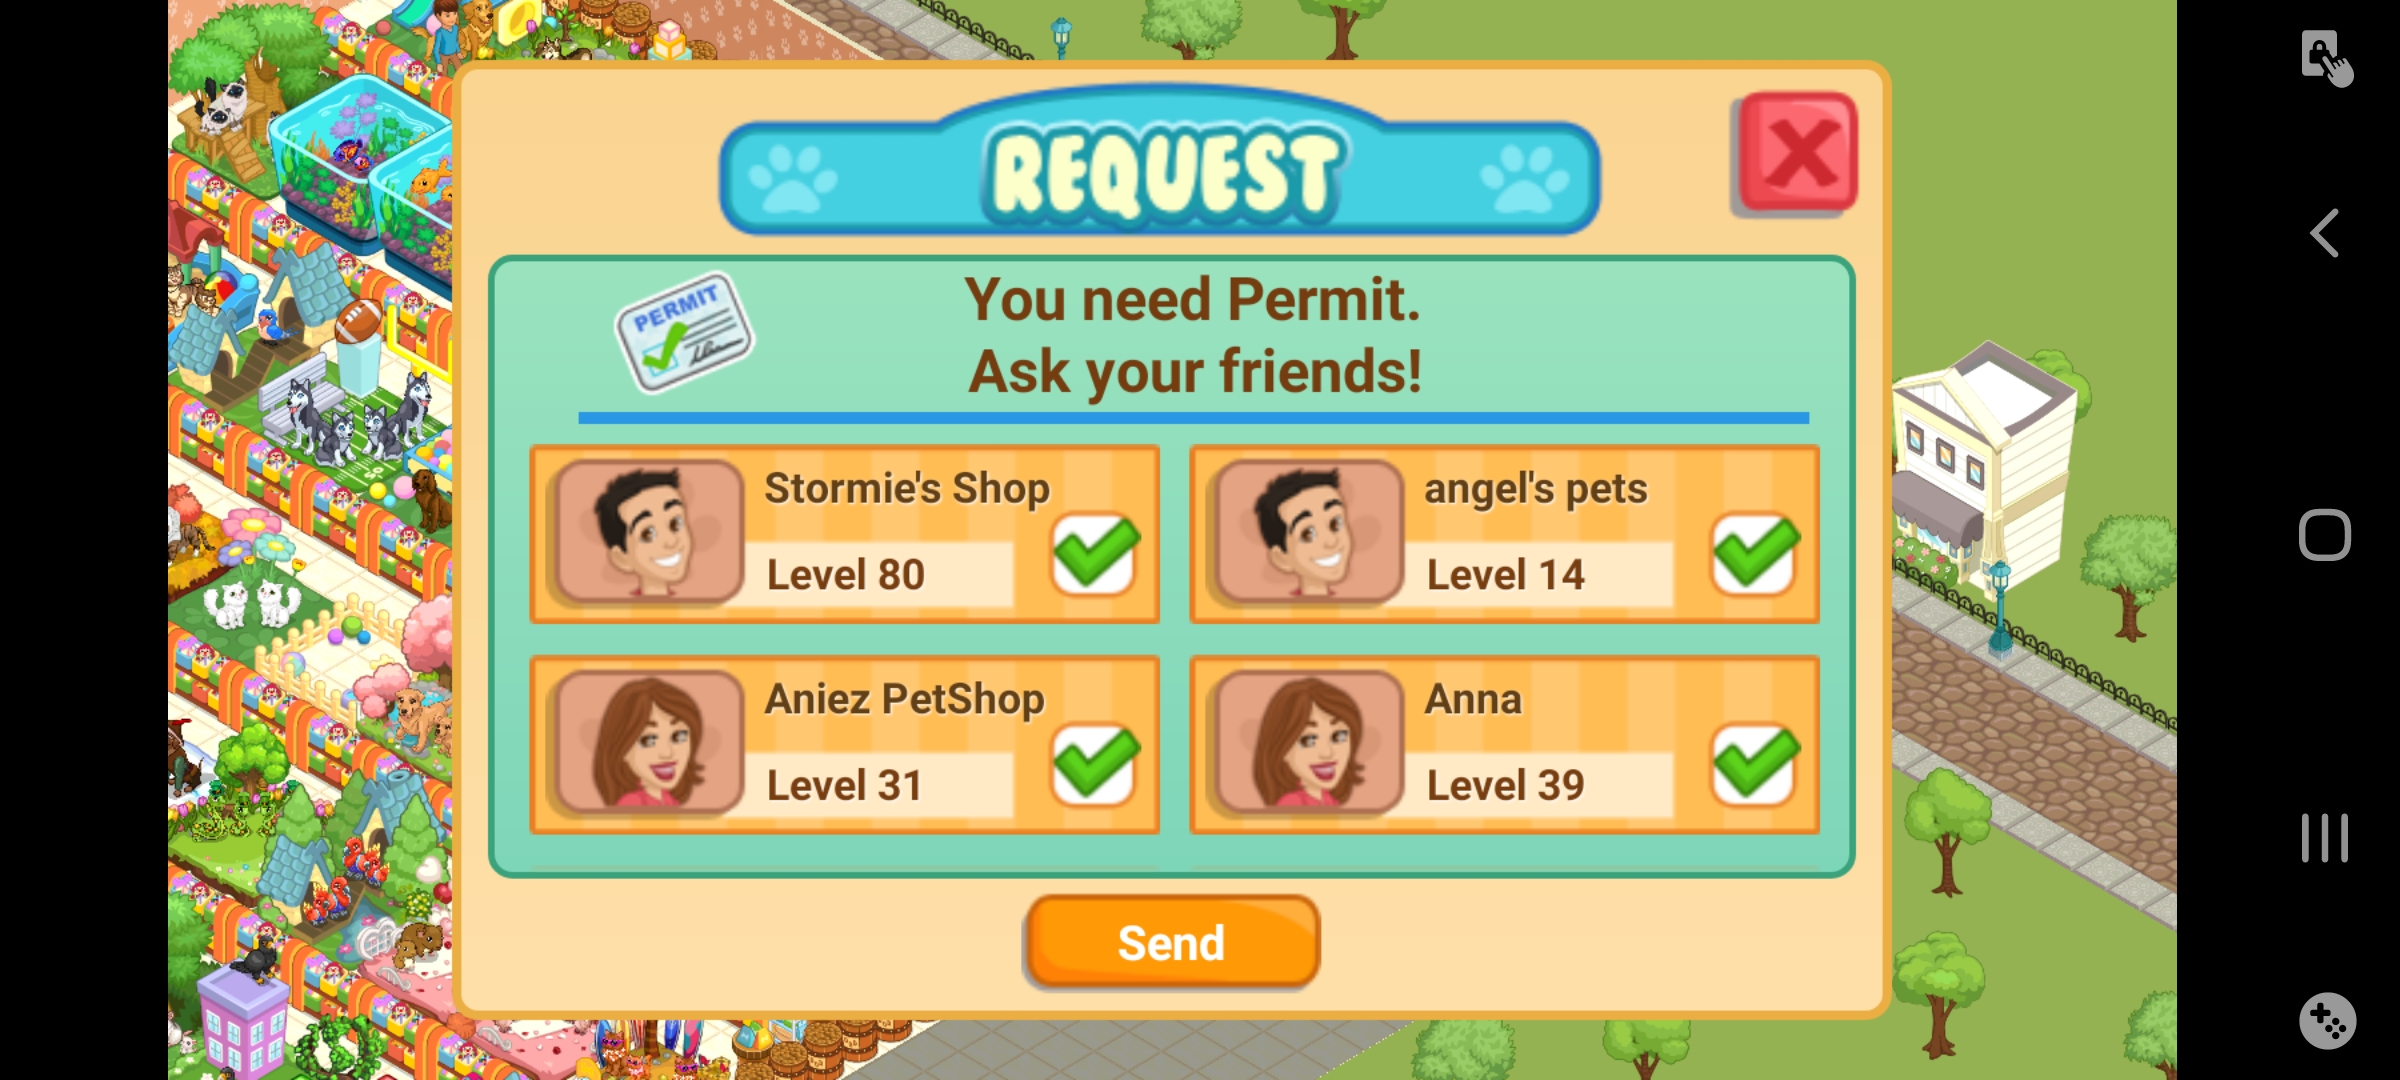 REQUEST
PERMIT
You need Permit.
Ask your friends!
Stormie's Shop
Level 80
angel's pets
Level 14
Aniez PetShop
Level 31
Anna
Level 39
Send